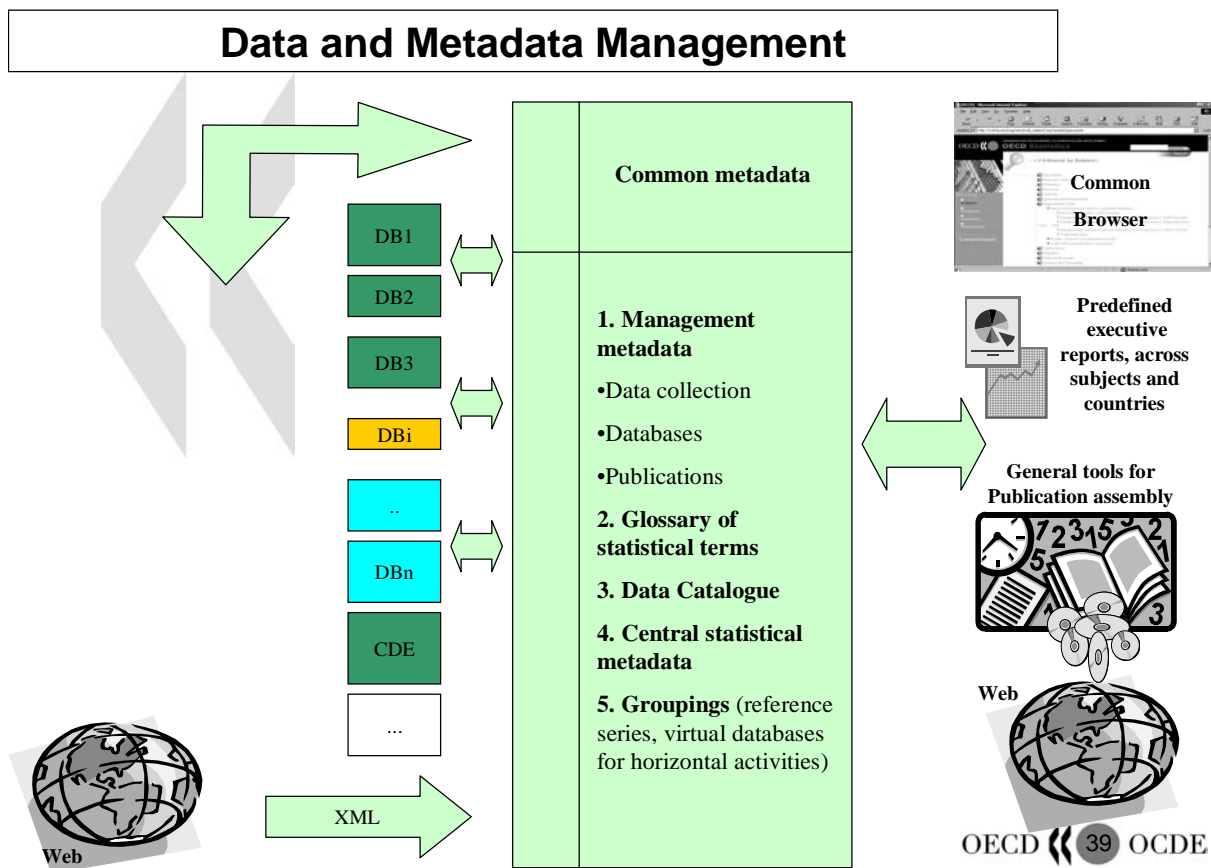 Data and Metadata Management
DB1
DB2
DB3
DBi
..
DBn
CDE
...
XML
Web
Common metadata
1. Management
metadata
•Data collection
•Databases
•Publications
2. Glossary of
statistical terms
3. Data Catalogue
4. Central statistical
metadata
5. Groupings (reference
series, virtual databases
for horizontal activities)
OECD
OECD Statistics
Common
Browser
Predefined
executive
reports, across
subjects and
countries
General tools for
Publication assembly
Web
OECD 39 OCDE